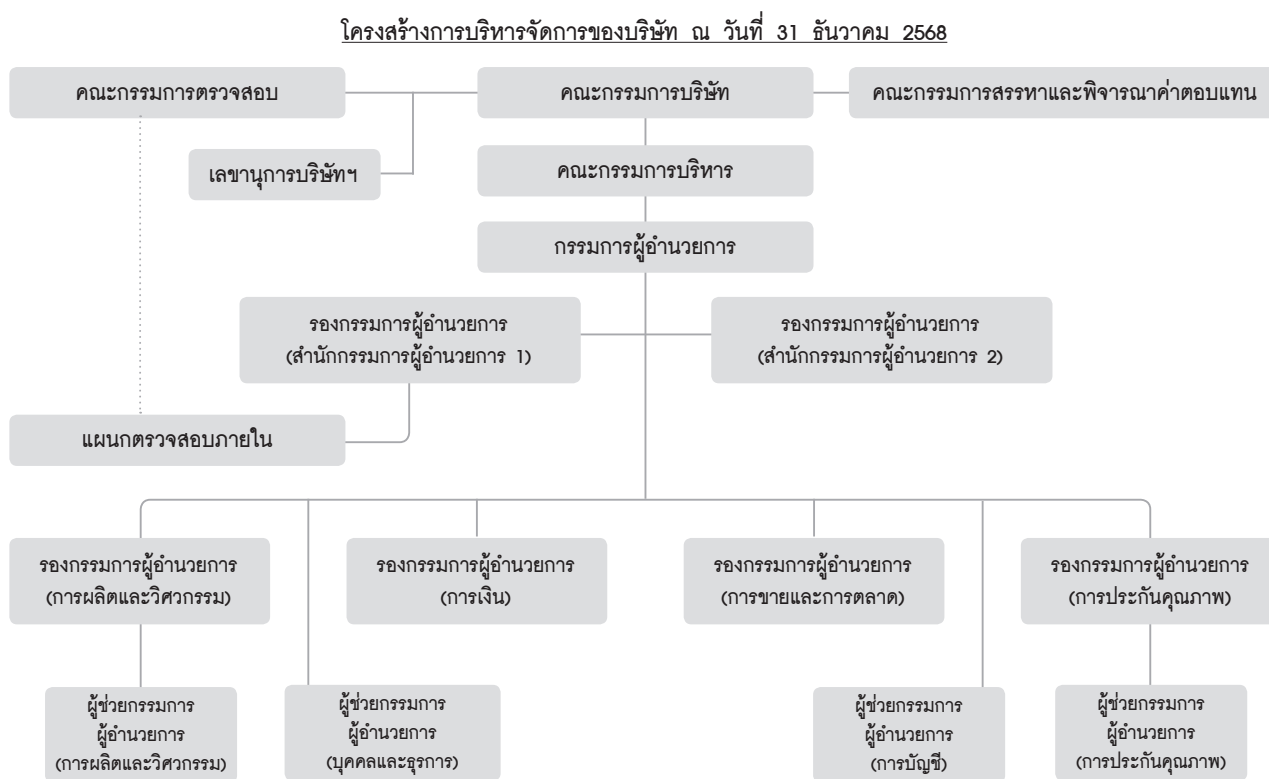 โครงสร้างการบริหารจัดการของบริษัท ณ วันที่ 31 ธันวาคม 2568
คณะกรรมการตรวจสอบ
คณะกรรมการบริษัท
คณะกรรมการสรรหาและพิจารณาค่าตอบแทน
เลขานุการบริษัทฯ
คณะกรรมการบริหาร
กรรมการผู้อำนวยการ
รองกรรมการผู้อำนวยการ
(สำนักกรรมการผู้อำนวยการ 1)
รองกรรมการผู้อำนวยการ
(สำนักกรรมการผู้อำนวยการ 2)
แผนกตรวจสอบภายใน
รองกรรมการผู้อำนวยการ
(การผลิตและวิศวกรรม)
รองกรรมการผู้อำนวยการ
(การเงิน)
รองกรรมการผู้อำนวยการ
(การขายและการตลาด)
รองกรรมการผู้อำนวยการ
(การประกันคุณภาพ)
ผู้ช่วยกรรมการ
ผู้อำนวยการ
(การผลิตและวิศวกรรม)
ผู้ช่วยกรรมการ
ผู้อำนวยการ
(บุคคลและธุรการ)
ผู้ช่วยกรรมการ
ผู้อำนวยการ
(การบัญชี)
ผู้ช่วยกรรมการ
ผู้อำนวยการ
(การประกันคุณภาพ)